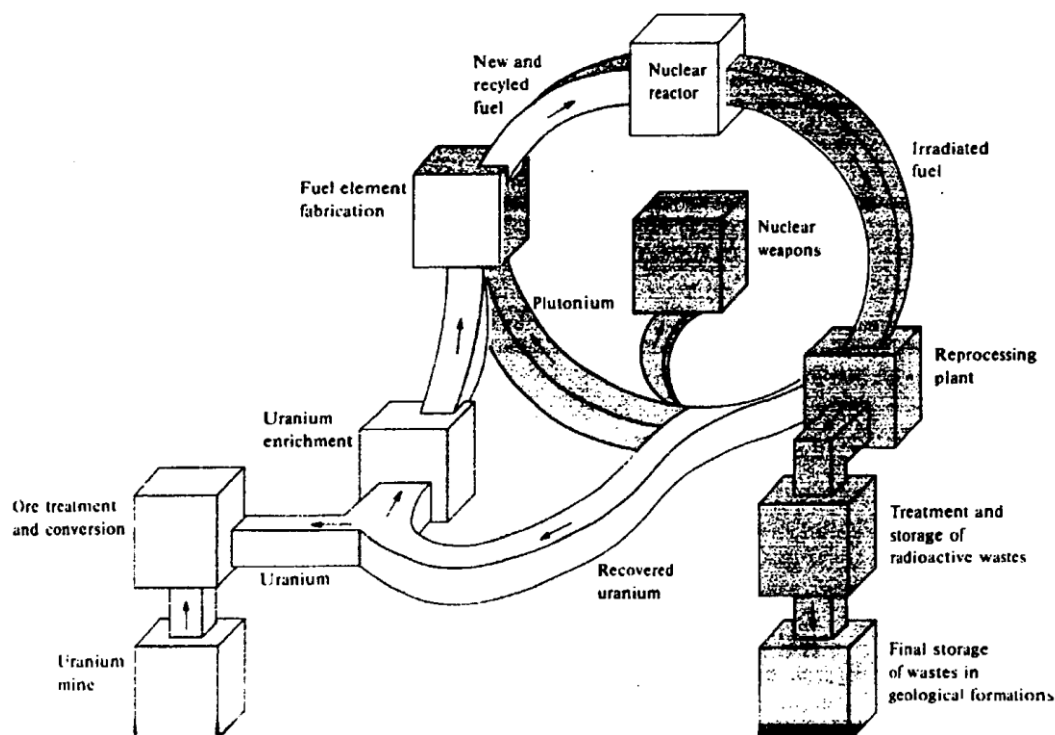 New and
recyled
fuel
Nuclear
reactor
Irradiated
fuel
Fuel element
fabrication
Nuclear
weapons
Plutonium
Reprocessing
plant
Uranium
enrichment
Ore treatment
and conversion
Treatment and
storage of
radioactive wastes
Uranium
Recovered
uranium
Uranium
mine
Final storage
of wastes in
geological formations